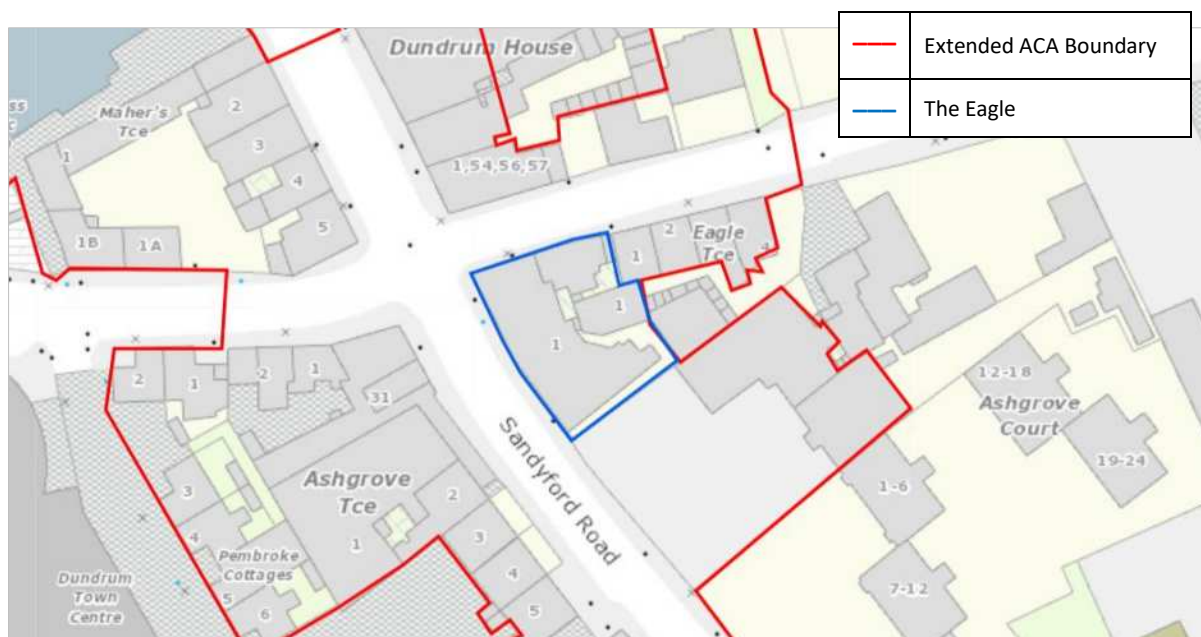 Extended ACA Boundary
The Eagle
Dundrum House
ss
c
Maher's
Tce
2
3
4
5
1
1B
1A
1,54,56,57
Eagle
Tce
1
2
4
1
1
2
1
2
1
31
Sandyford Road
Ashgrove
Tce
1
2
3
4
5
3
4
5
6
Pembroke
Cottages
Dundrum
Town
Centre
12-18
Ashgrove
Court
19-24
1-6
7-12